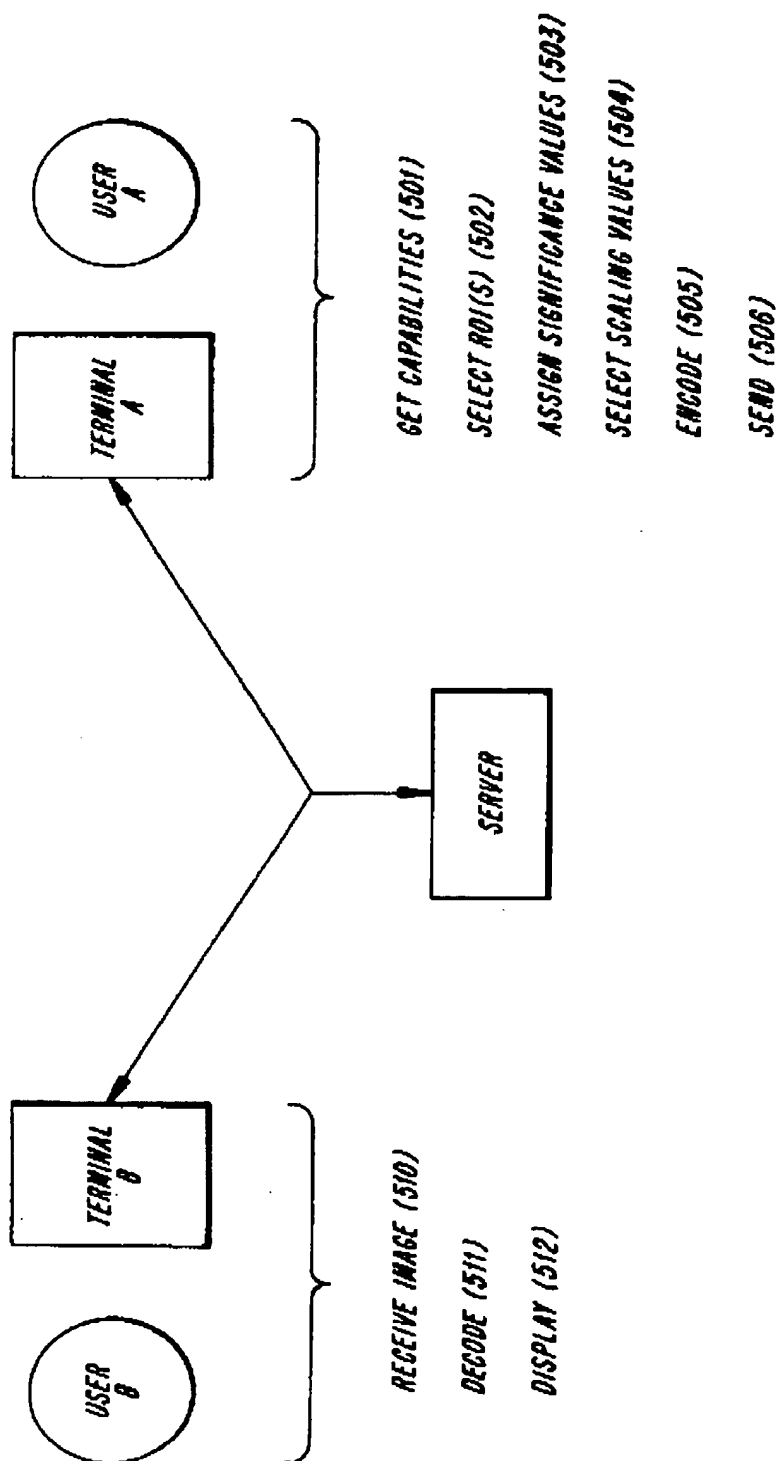 USER
B
TERMINAL
B
TERMINAL
A
USER
A
SERVER
RECEIVE IMAGE (510)
DECODE (511)
DISPLAY (512)
GET CAPABILITIES (501)
SELECT ROI(S) (502)
ASSIGN SIGNIFICANCE VALUES (503)
SELECT SCALING VALUES (504)
ENCODE (505)
SEND (506)